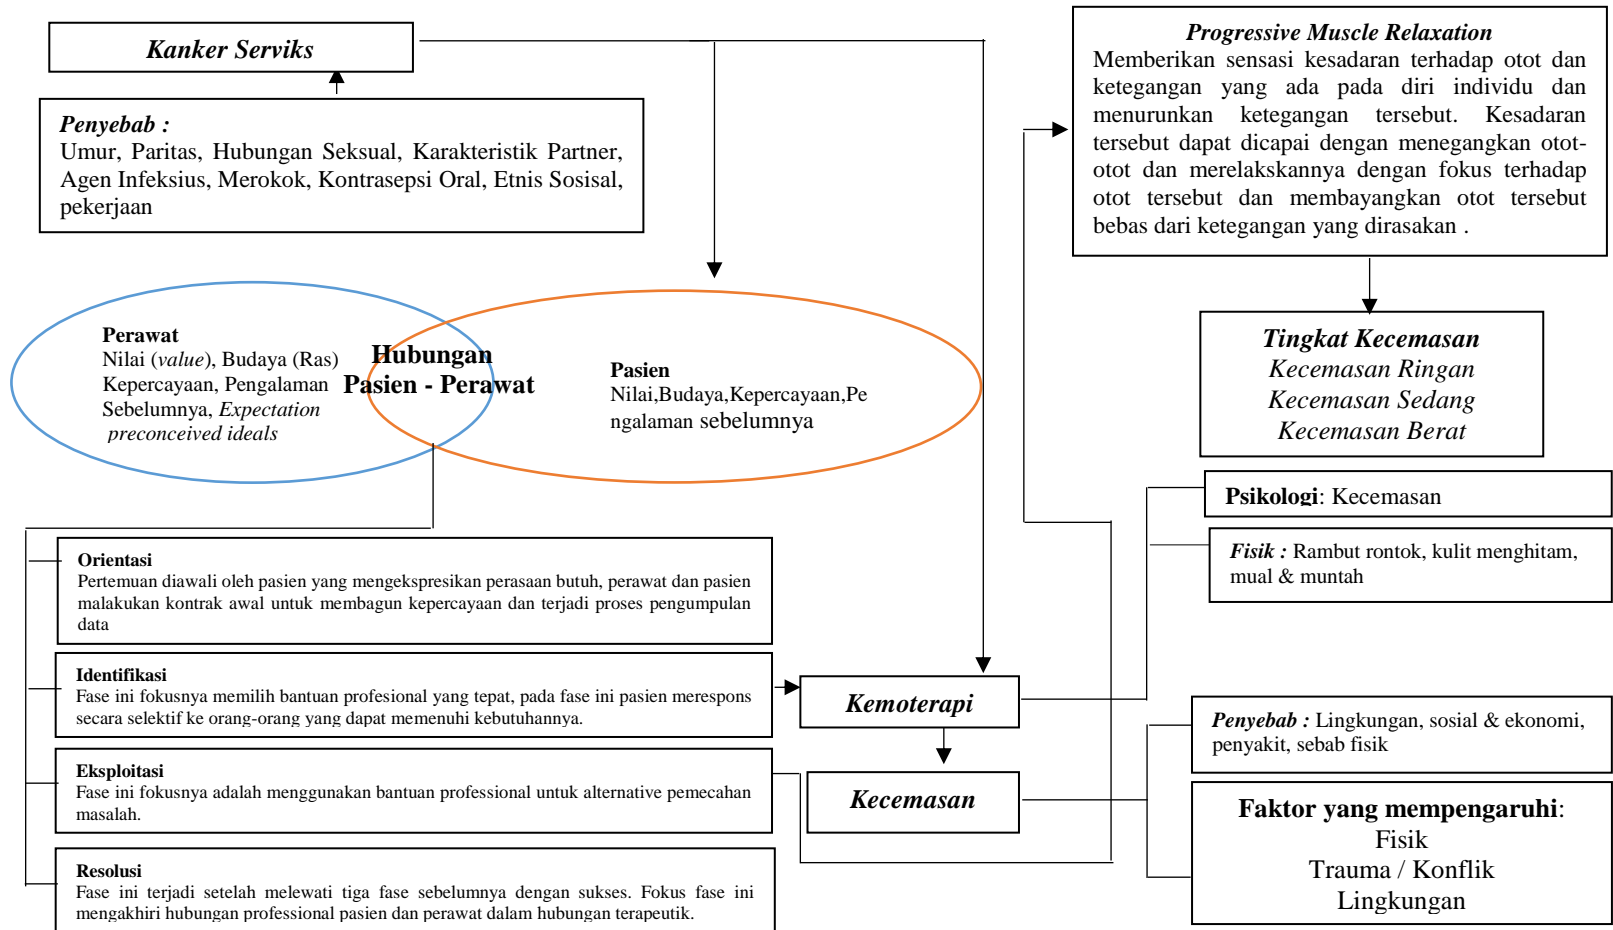 Kanker Serviks
Penyebab :
Umur, Paritas, Hubungan Seksual, Karakteristik Partner,
Agen Infeksius, Merokok, Kontrasepsi Oral, Etnis Sosisal,
pekerjaan
Progressive Muscle Relaxation
Memberikan sensasi kesadaran terhadap otot dan
ketegangan yang ada pada diri individu dan
menurunkan ketegangan tersebut. Kesadaran
tersebut dapat dicapai dengan menegangkan otot-
otot dan merelakskannya dengan fokus terhadap
otot tersebut dan membayangkan otot tersebut
bebas dari ketegangan yang dirasakan .
Perawat
Nilai (value), Budaya (Ras)
Kepercayaan, Pengalaman
Sebelumnya, Expectation
preconceived ideals
Hubungan
Pasien - Perawat
Pasien
Nilai,Budaya,Kepercayaan,Pe
ngalaman sebelumnya
Tingkat Kecemasan
Kecemasan Ringan
Kecemasan Sedang
Kecemasan Berat
Psikologi: Kecemasan
Fisik : Rambut rontok, kulit menghitam,
mual & muntah
Orientasi
Pertemuan diawali oleh pasien yang mengekspresikan perasaan butuh, perawat dan pasien
malakukan kontrak awal untuk membagun kepercayaan dan terjadi proses pengumpulan
data
Identifikasi
Fase ini fokusnya memilih bantuan profesional yang tepat, pada fase ini pasien merespons
secara selektif ke orang-orang yang dapat memenuhi kebutuhannya.
Eksploitasi
Fase ini fokusnya adalah menggunakan bantuan professional untuk alternative pemecahan
masalah.
Resolusi
Fase ini terjadi setelah melewati tiga fase sebelumnya dengan sukses. Fokus fase ini
mengakhiri hubungan professional pasien dan perawat dalam hubungan terapeutik.
Kemoterapi
Kecemasan
Penyebab : Lingkungan, sosial & ekonomi,
penyakit, sebab fisik
Faktor yang mempengaruhi:
Fisik
Trauma / Konflik
Lingkungan